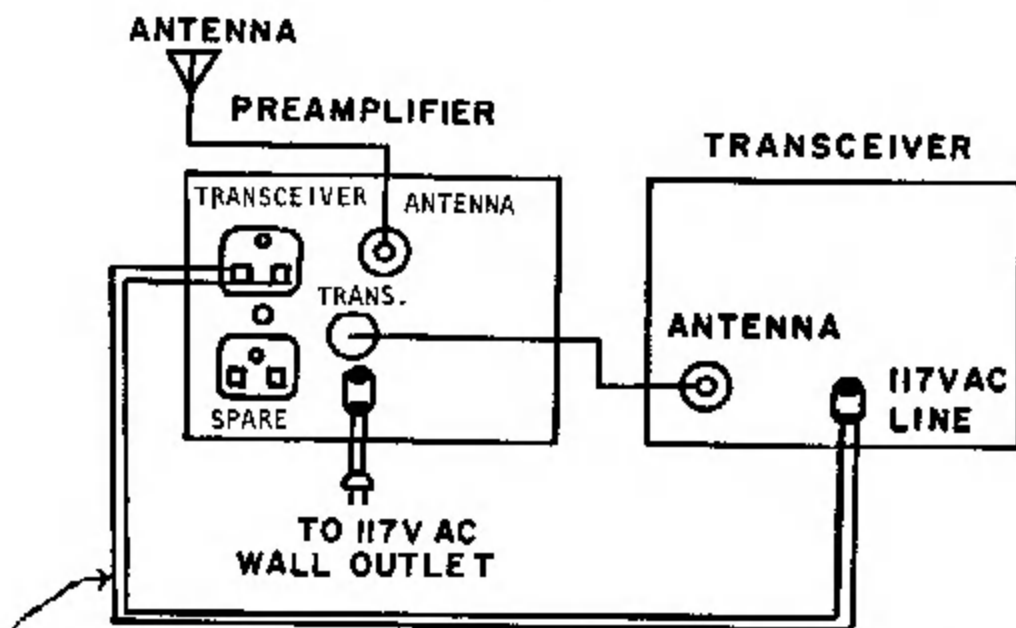 ANTENNA
PREAMPLIFIER
TRANSCEIVER
TRANSCEIVER
ANTENNA
TRANS.
SPARE
TO 117V AC
WALL OUTLET
ANTENNA
117VAC
LINE